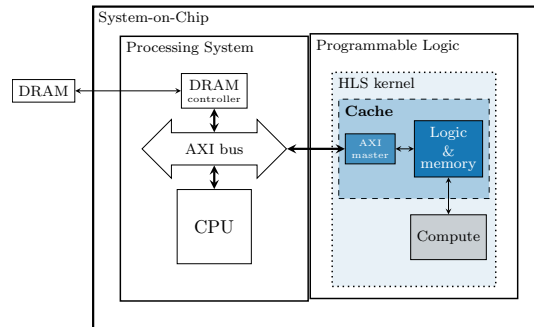 System-on-Chip
Processing System
Programmable Logic
DRAM
DRAM
controller
HLS kernel
Cache
AXI bus
AXI
master
Logic
&
memory
CPU
Compute